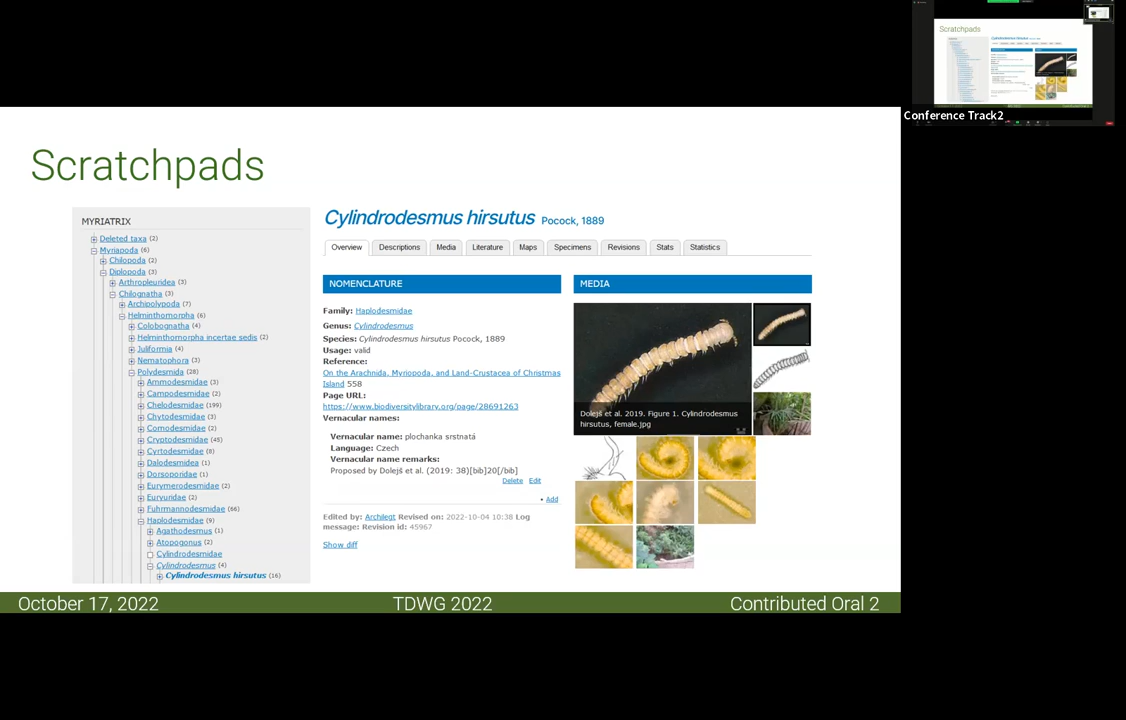 Conference Track2
Scratchpads
MYRIATRIX
Deleted taxa (2)
Myriapoda (6)
Chilopoda (2)
Diplopoda (3)
Arthropleuridea (3)
Chilognatha (3)
Archipolypoda (7)
Helminthomorpha (6)
Colobognatha (4)
Helminthomorpha incertae sedis (2)
Juliformia (4)
Nematophora (3)
Polydesmida (28)
Ammodesmidae (3)
Campodesmidae (2)
Chelodesmidae (199)
Chytodesmidae (3)
Comodesmidae (2)
Cryptodesmidae (45)
Cyrtodesmidae (8)
Dalodesmidea (1)
Dorsoporidae (1)
Eurymerodesmidae (2)
Euryuridae (2)
Fuhrmannodesmidae (66)
Haplodesmidae (9)
Agathodesmus (1)
Atopogonus (2)
Cylindrodesmidae
Cylindrodesmus (4)
Cylindrodesmus hirsutus (16)
Cylindrodesmus hirsutus Pocock, 1889
Overview Descriptions Media Literature Maps Specimens Revisions Stats Statistics
NOMENCLATURE
Family: Haplodesmidae
Genus: Cylindrodesmus
Species: Cylindrodesmus hirsutus Pocock, 1889
Usage: valid
Reference:
On the Arachnida, Myriopoda, and Land-Crustacea of Christmas
Island 558
Page URL:
https://www.biodiversitylibrary.org/page/28691263
Vernacular names:
Vernacular name: plochanka srstnatá
Language: Czech
Vernacular name remarks:
Proposed by Dolejš et al. (2019: 38)[bib]20[/bib]
Delete Edit
• Add
Edited by: Archilegt Revised on: 2022-10-04 10:38 Log
message: Revision id: 45967
Show diff
MEDIA
Dolejš et al. 2019. Figure 1. Cylindrodesmus
hirsutus, female.jpg
October 17, 2022 TDWG 2022 Contributed Oral 2
Scratchpads
Cylindrodesmus hirsutus